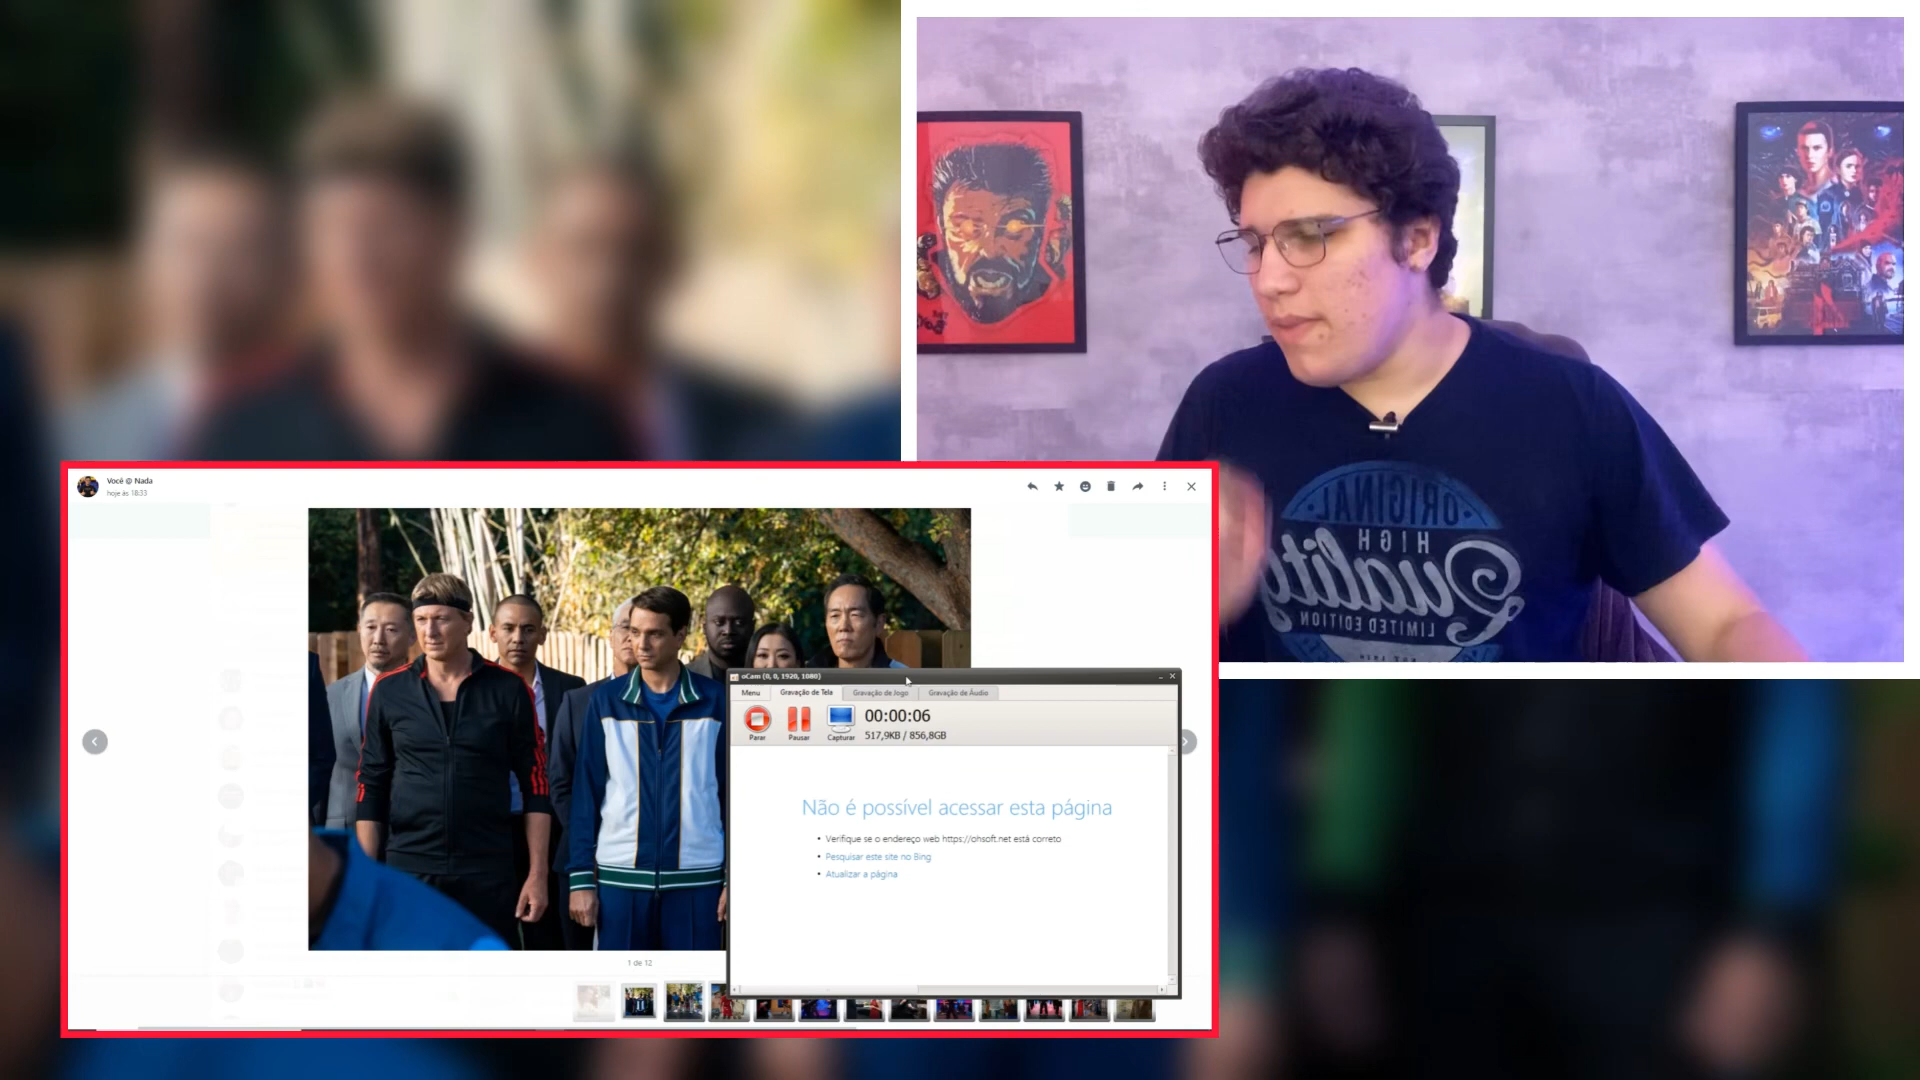 ORIGINAL
HIGH
Quality
LIMITED EDITION
Você @ Nada
hoje às 18:33
oCam (0, 0, 1920, 1080)
Menu Gravação de Tela Gravação de Jogo Gravação de Áudio
00:00:06
Parar Pausar Capturar 517,9KB / 856,8GB
Não é possível acessar esta página
• Verifique se o endereço web https://ohsoft.net está correto
• Pesquisar este site no Bing
• Atualizar a página
1 de 12